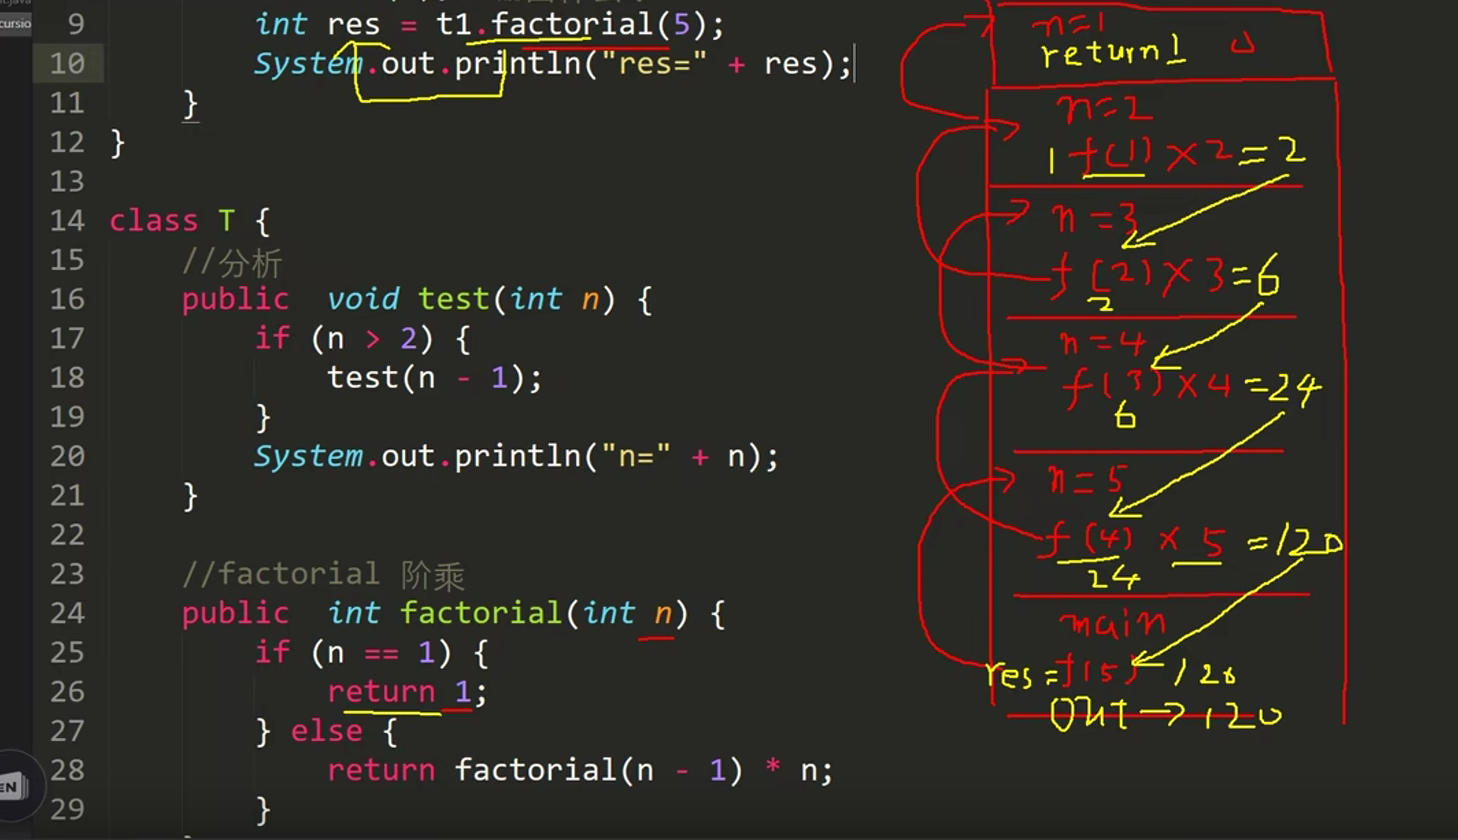 cursio
9 int res = t1.factorial(5);
10 System.out.println("res=" + res);
11 }
12 }
13
14 class T {
15 //分析
16 public  void test(int n) {
17 if (n > 2) {
18 test(n - 1);
19 }
20 System.out.println("n=" + n);
21 }
22
23 //factorial 阶乘
24 public  int factorial(int n) {
25 if (n == 1) {
26 return 1;
27 } else {
28 return factorial(n - 1) * n;
29 }
EN
n=1
return1
n=2
1 f(1) × 2 = 2
n=3
f(2) × 3 = 6
2
n=4
f(3) × 4 = 24
6
n=5
f(4) × 5 = 120
24
main
res = f(5) 120
out → 120